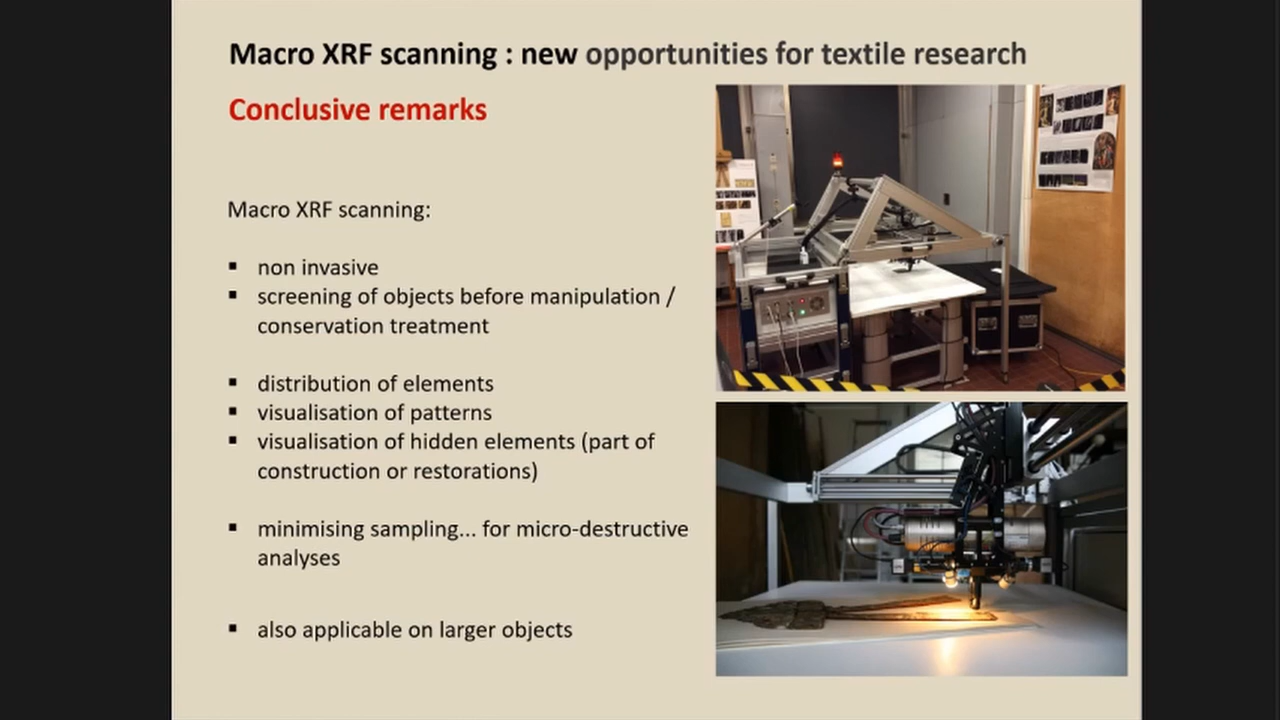 Macro XRF scanning : new opportunities for textile research
Conclusive remarks
Macro XRF scanning:
▪ non invasive
▪ screening of objects before manipulation /
conservation treatment
▪ distribution of elements
▪ visualisation of patterns
▪ visualisation of hidden elements (part of
construction or restorations)
▪ minimising sampling... for micro-destructive
analyses
▪ also applicable on larger objects